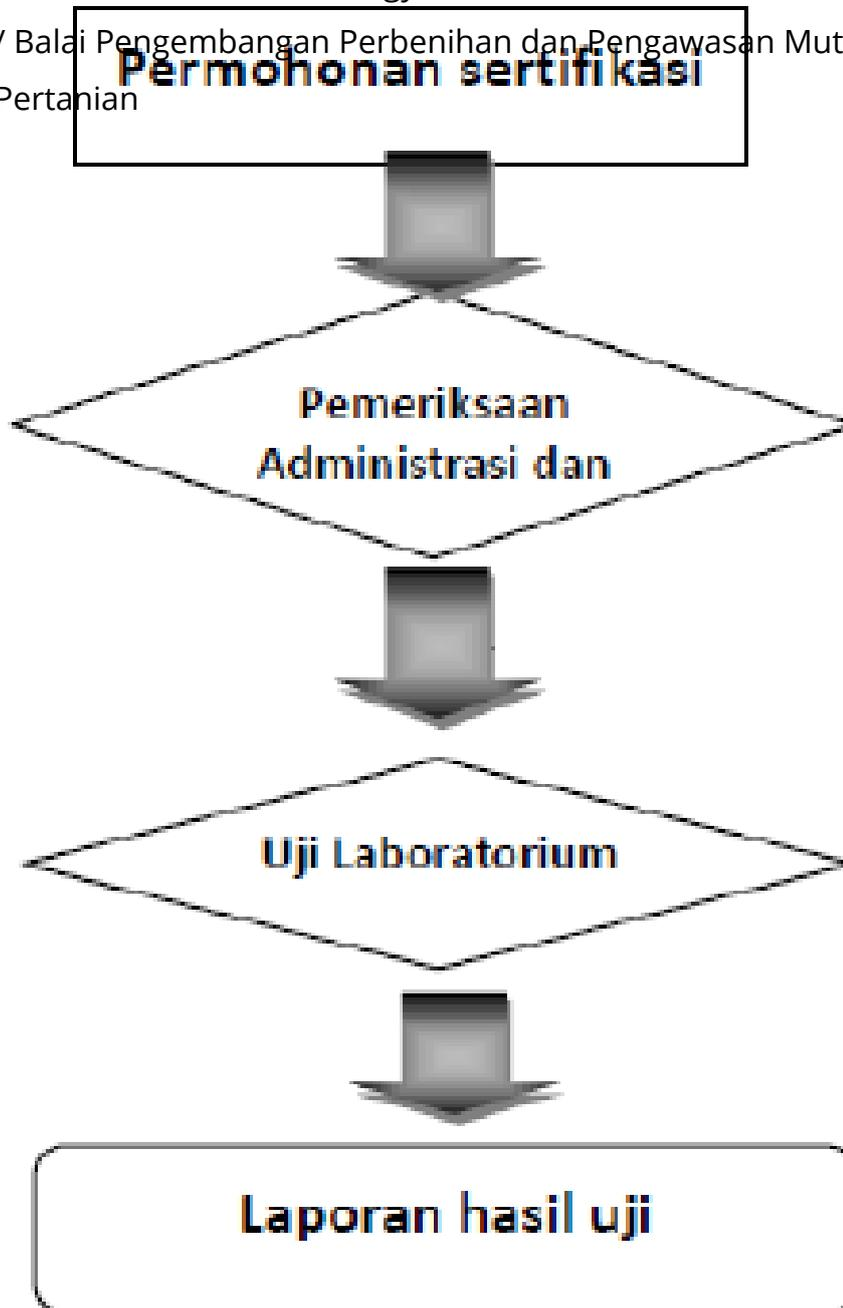 / Balai Pengembangan Perbenihan dan Pengawasan Mut
Permohonan sertifikasi
Pertanian
Pemeriksaan
Administrasi dan
Uji Laboratorium
Laporan hasil uji